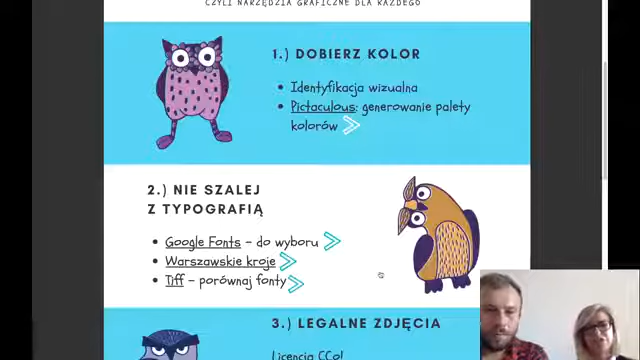 CZYLI NARZĘDZIA GRAFICZNE DLA KAŻDEGO
1.) DOBIERZ KOLOR
Identyfikacja wizualna
Pictaculous: generowanie palety
kolorów
2.) NIE SZALEJ
Z TYPOGRAFIĄ
Google Fonts – do wyboru
Warszawskie kroje
Tiff – porównaj fonty
3.) LEGALNE ZDJĘCIA
Licencja CC0!